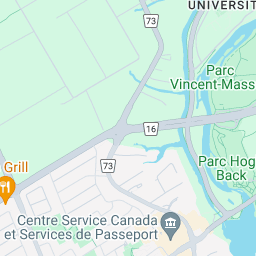 UNIVERSIT
73
Parc
Vincent-Mass
16
73
Grill
Parc Hog
Back
Centre Service Canada
et Services de Passeport